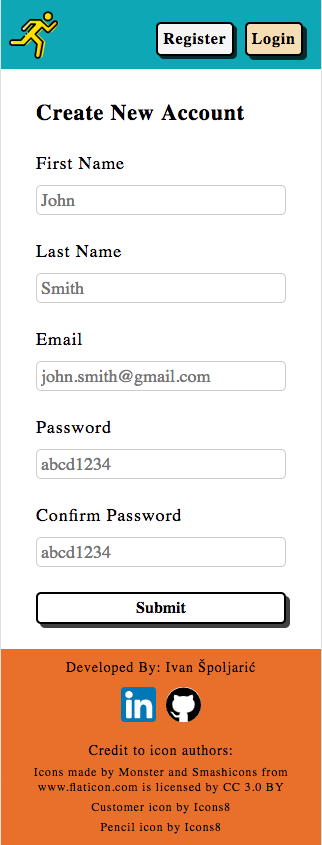 Register Login
Create New Account
First Name
John
Last Name
Smith
Email
john.smith@gmail.com
Password
abcd1234
Confirm Password
abcd1234
Submit
Developed By: Ivan Špoljarić
in
Credit to icon authors:
Icons made by Monster and Smashicons from
www.flaticon.com is licensed by CC 3.0 BY
Customer icon by Icons8
Pencil icon by Icons8